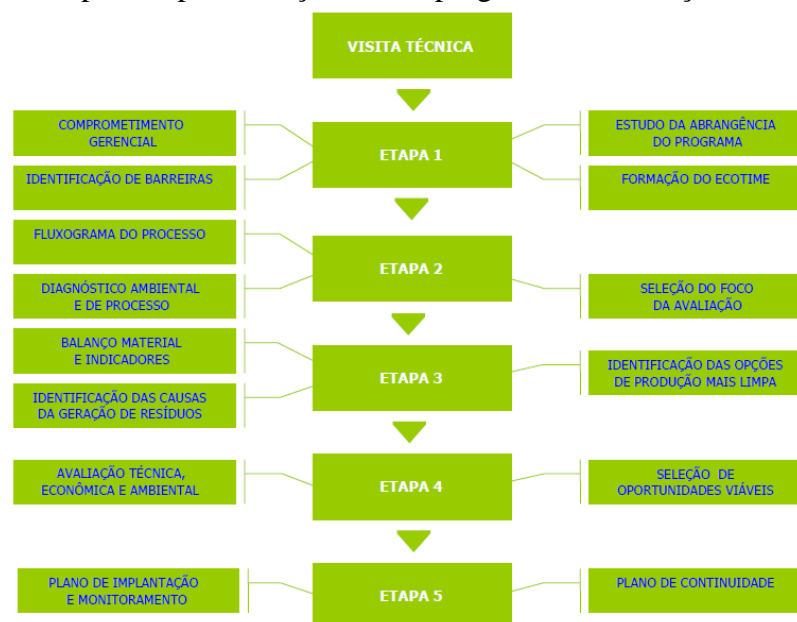 VISITA TÉCNICA
COMPROMETIMENTO
GERENCIAL
IDENTIFICAÇÃO DE BARREIRAS
ETAPA 1
ESTUDO DA ABRANGÊNCIA
DO PROGRAMA
FORMAÇÃO DO ECOTIME
FLUXOGRAMA DO PROCESSO
DIAGNÓSTICO AMBIENTAL
E DE PROCESSO
ETAPA 2
SELEÇÃO DO FOCO
DA AVALIAÇÃO
BALANÇO MATERIAL
E INDICADORES
IDENTIFICAÇÃO DAS CAUSAS
DA GERAÇÃO DE RESÍDUOS
ETAPA 3
IDENTIFICAÇÃO DAS OPÇÕES
DE PRODUÇÃO MAIS LIMPA
AVALIAÇÃO TÉCNICA,
ECONÔMICA E AMBIENTAL
ETAPA 4
SELEÇÃO DE
OPORTUNIDADES VIÁVEIS
PLANO DE IMPLANTAÇÃO
E MONITORAMENTO
ETAPA 5
PLANO DE CONTINUIDADE